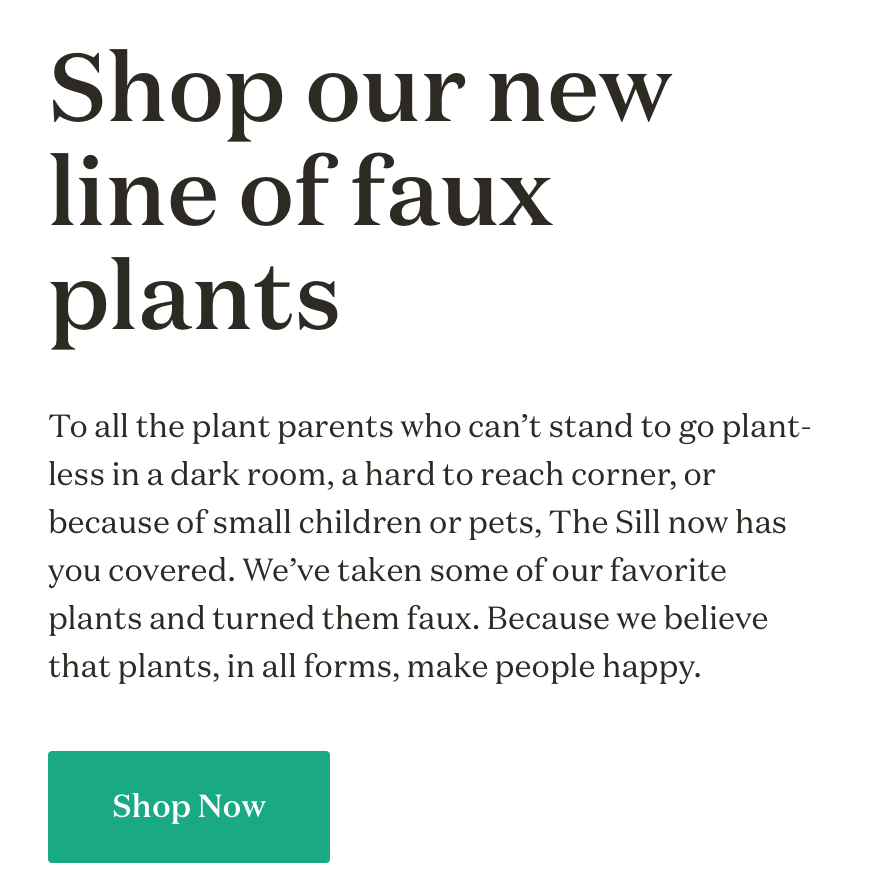 Shop our new
line of faux
plants
To all the plant parents who can’t stand to go plant-
less in a dark room, a hard to reach corner, or
because of small children or pets, The Sill now has
you covered. We’ve taken some of our favorite
plants and turned them faux. Because we believe
that plants, in all forms, make people happy.
Shop Now